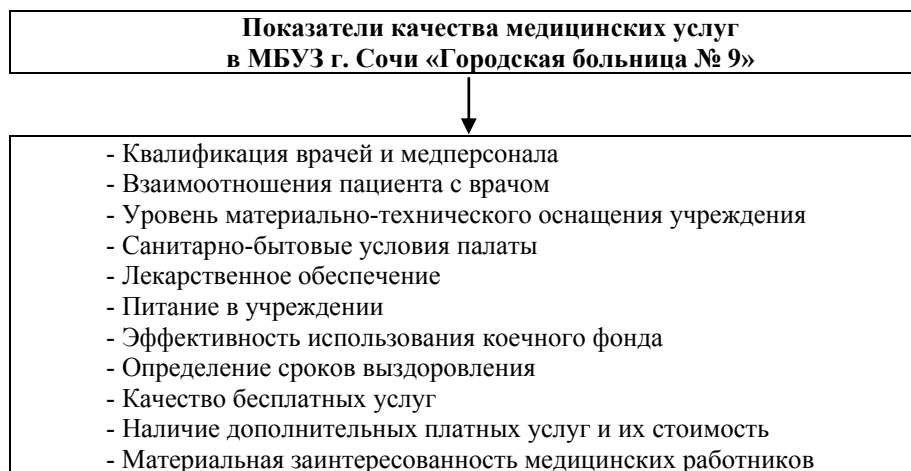 Показатели качества медицинских услуг
в МБУЗ г. Сочи «Городская больница № 9»
- Квалификация врачей и медперсонала
- Взаимоотношения пациента с врачом
- Уровень материально-технического оснащения учреждения
- Санитарно-бытовые условия палаты
- Лекарственное обеспечение
- Питание в учреждении
- Эффективность использования коечного фонда
- Определение сроков выздоровления
- Качество бесплатных услуг
- Наличие дополнительных платных услуг и их стоимость
- Материальная заинтересованность медицинских работников